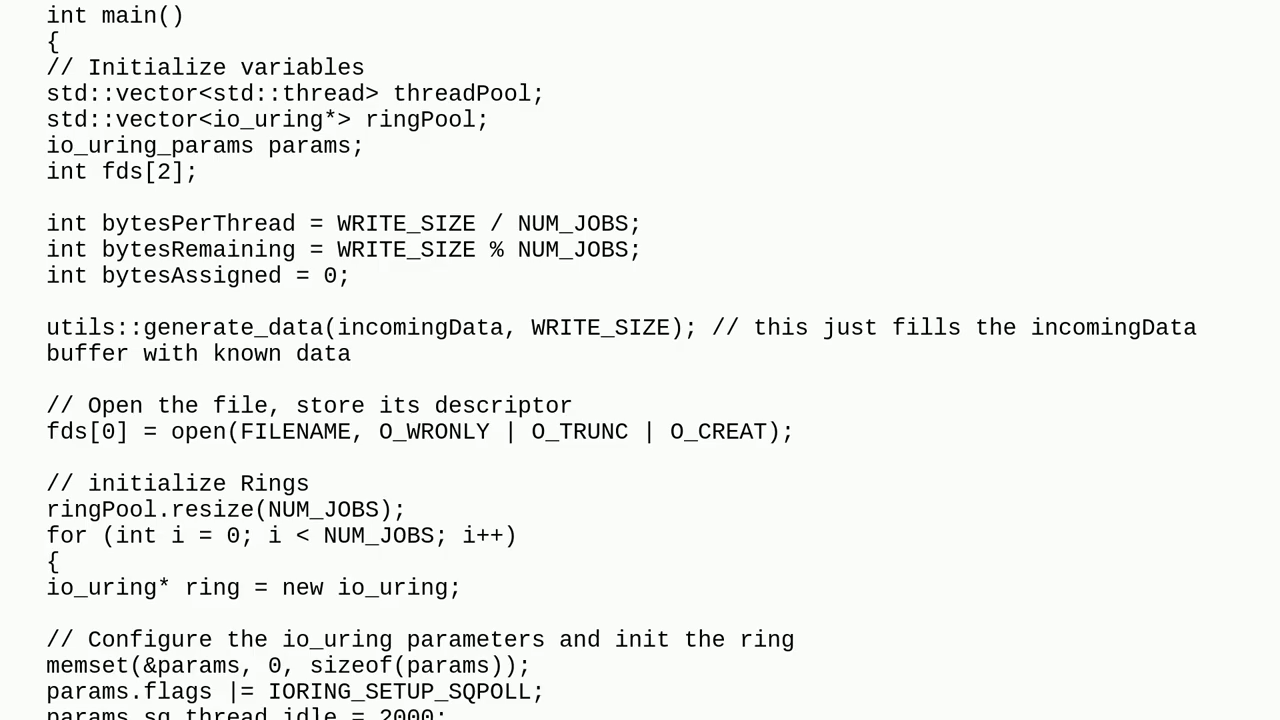 int main()
{
// Initialize variables
std::vector<std::thread> threadPool;
std::vector<io_uring*> ringPool;
io_uring_params params;
int fds[2];

int bytesPerThread = WRITE_SIZE / NUM_JOBS;
int bytesRemaining = WRITE_SIZE % NUM_JOBS;
int bytesAssigned = 0;

utils::generate_data(incomingData, WRITE_SIZE); // this just fills the incomingData
buffer with known data

// Open the file, store its descriptor
fds[0] = open(FILENAME, O_WRONLY | O_TRUNC | O_CREAT);

// initialize Rings
ringPool.resize(NUM_JOBS);
for (int i = 0; i < NUM_JOBS; i++)
{
io_uring* ring = new io_uring;

// Configure the io_uring parameters and init the ring
memset(&params, 0, sizeof(params));
params.flags |= IORING_SETUP_SQPOLL;
params.sq_thread_idle = 2000;